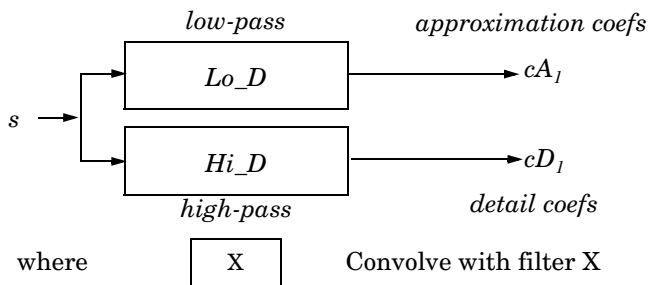 low-pass
approximation coefs
Lo_D
cA1
s
Hi_D
cD1
high-pass
detail coefs
where
X
Convolve with filter X